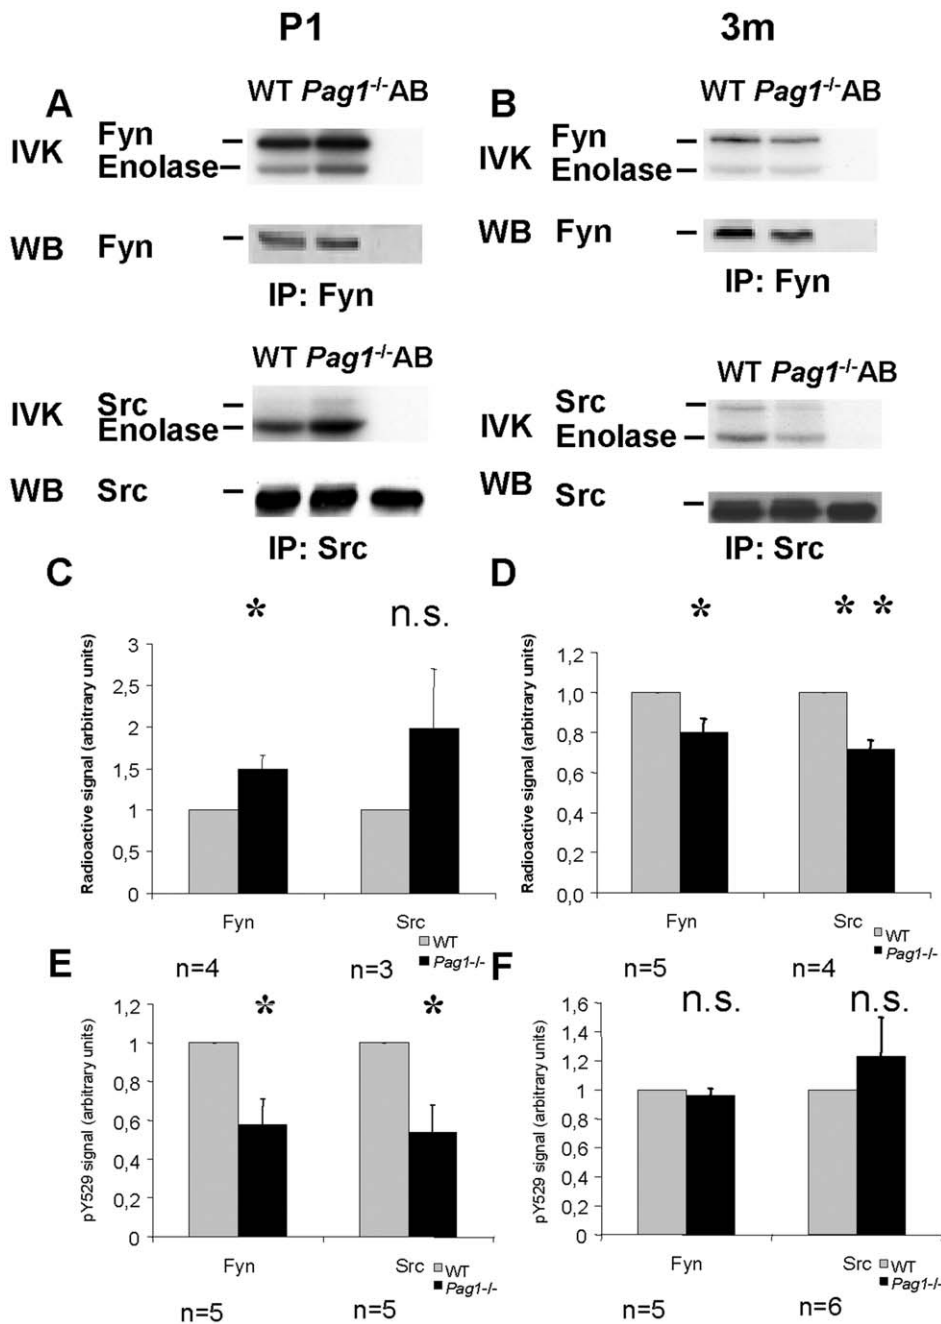 P1
3m
A
WT Pag1-/-AB
IVK
Fyn
Enolase
WB Fyn
IP: Fyn
WT Pag1-/-AB
IVK
Src
Enolase
WB Src
IP: Src
B
WT Pag1-/-AB
IVK
Fyn
Enolase
WB Fyn
IP: Fyn
WT Pag1-/-AB
IVK
Src
Enolase
WB
Src
IP: Src
C
* n.s.
Radioactive signal (arbitrary units)
3
2,5
2
1,5
1
0,5
0
Fyn Src
WT
Pag1-/-
n=4 n=3
D
* * *
Radioactive signal (arbitrary units)
1,2
1,0
0,8
0,6
0,4
0,2
0,0
Fyn Src
WT
Pag1-/-
n=5 n=4
E
* *
pY529 signal (arbitrary units)
1,2
1
0,8
0,6
0,4
0,2
0
Fyn Src
WT
Pag1-/-
n=5 n=5
F
n.s. n.s.
pY529 signal (arbitrary units)
1,6
1,4
1,2
1
0,8
0,6
0,4
0,2
0
Fyn Src
WT
Pag1-/-
n=5 n=6